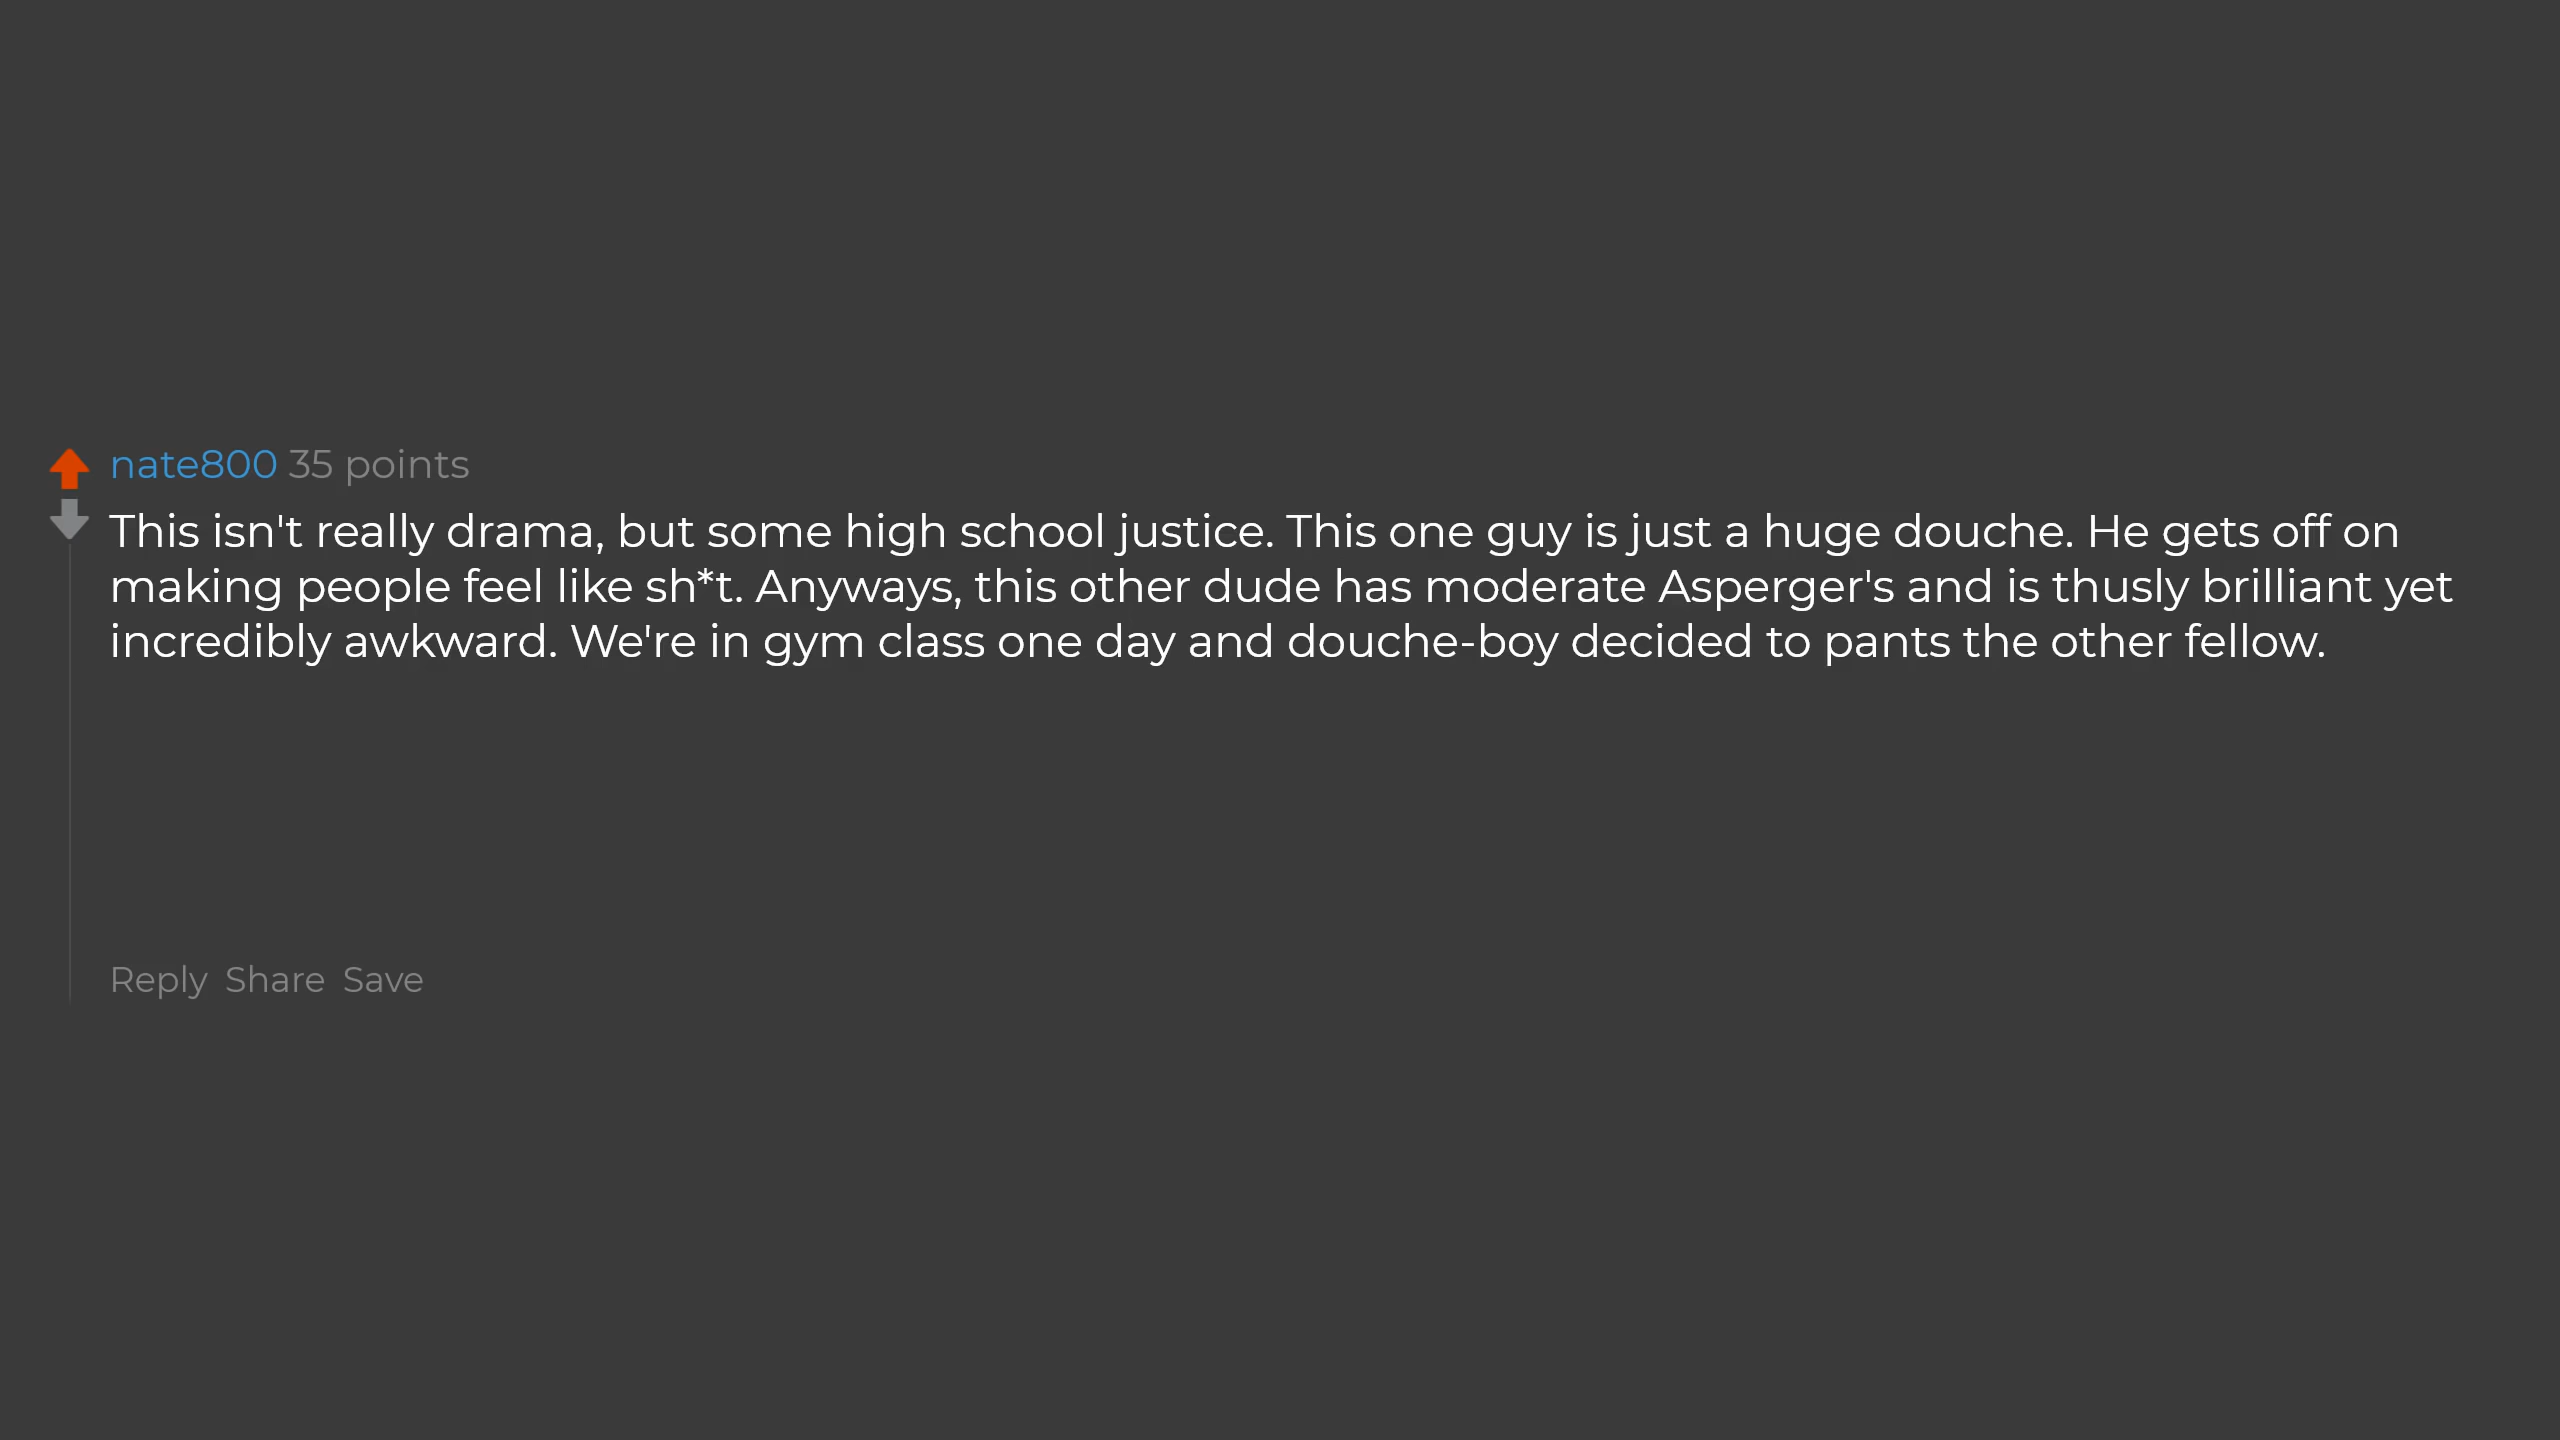 nate800 35 points
This isn't really drama, but some high school justice. This one guy is just a huge douche. He gets off on
making people feel like sh*t. Anyways, this other dude has moderate Asperger's and is thusly brilliant yet
incredibly awkward. We're in gym class one day and douche-boy decided to pants the other fellow.
Reply Share Save